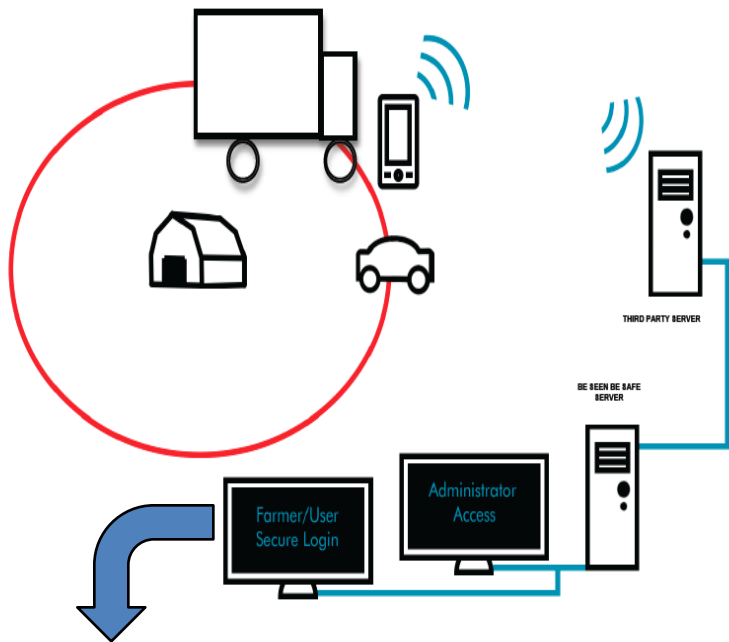 THIRD PARTY SERVER
BE SEEN BE SAFE
SERVER
Administrator
Access
Farmer/User
Secure Login